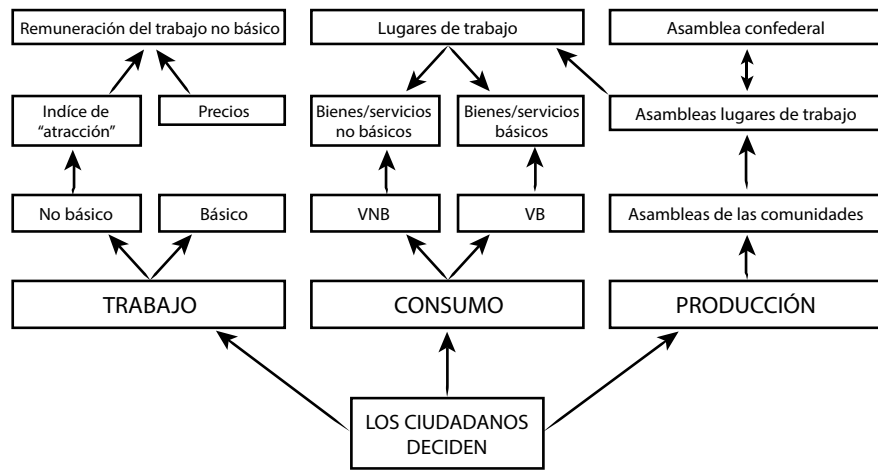 Remuneración del trabajo no básico
Lugares de trabajo
Asamblea confederal
Indíce de
“atracción”
Precios
Bienes/servicios
no básicos
Bienes/servicios
básicos
Asambleas lugares de trabajo
No básico
Básico
VNB
VB
Asambleas de las comunidades
TRABAJO
CONSUMO
PRODUCCIÓN
LOS CIUDADANOS
DECIDEN